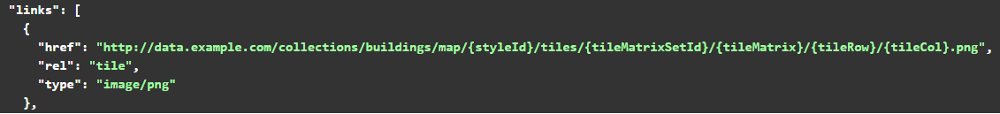 "links": [
{
"href": "http://data.example.com/collections/buildings/map/{styleId}/tiles/{tileMatrixSetId}/{tileMatrix}/{tileRow}/{tileCol}.png",
"rel": "tile",
"type": "image/png"
},